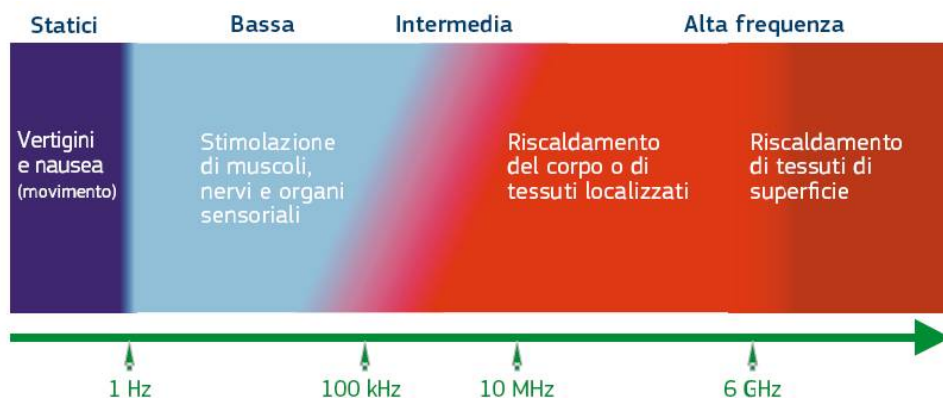 Statici
Bassa
Intermedia
Alta frequenza
Vertigini
e nausea
(movimento)
Stimolazione
di muscoli,
nervi e organi
sensoriali
Riscaldamento
del corpo o di
tessuti localizzati
Riscaldamento
di tessuti di
superficie
1 Hz
100 kHz
10 MHz
6 GHz